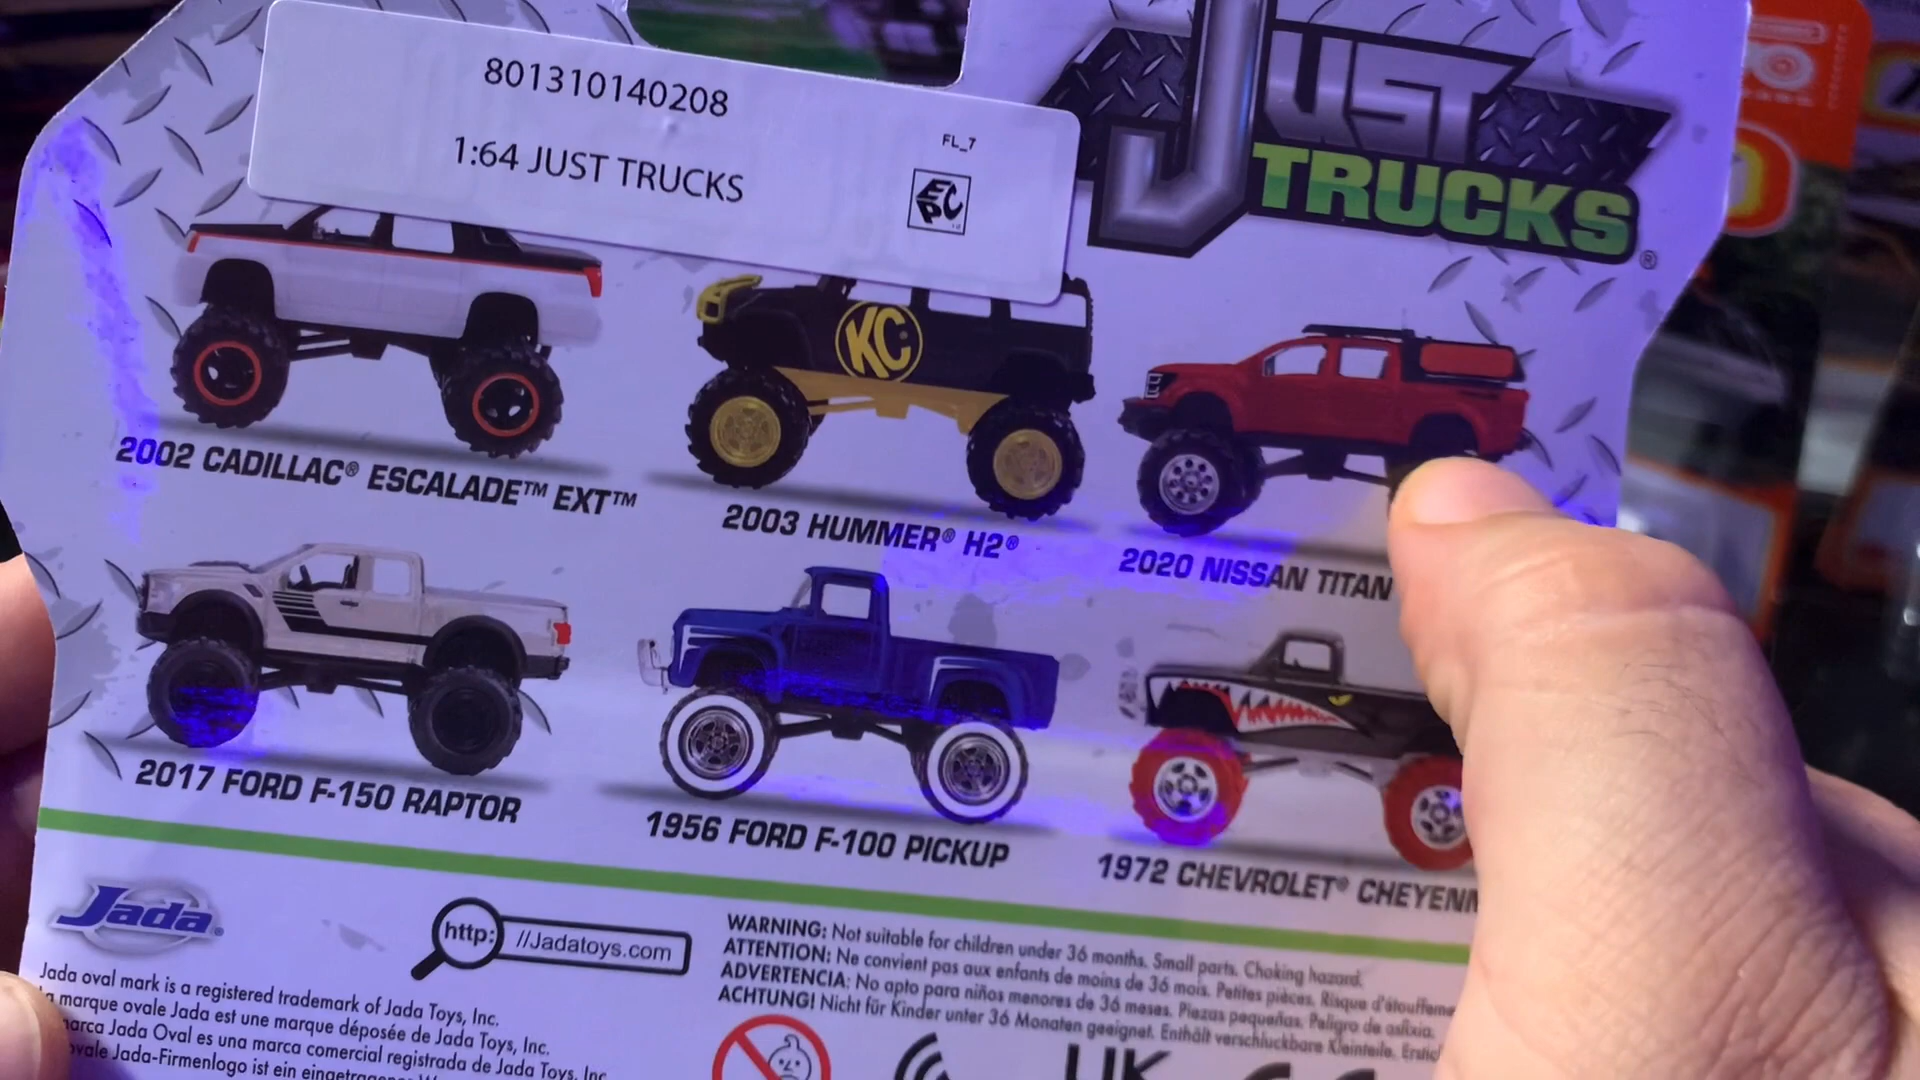 801310140208
1:64 JUST TRUCKS
FL_7
EPC
JUST
TRUCKS®
KC
2002 CADILLAC® ESCALADE™ EXT™
2003 HUMMER® H2®
2020 NISSAN TITAN
2017 FORD F-150 RAPTOR
1956 FORD F-100 PICKUP
1972 CHEVROLET®
Jada®
http: //Jadatoys.com
Jada oval mark is a registered trademark of Jada Toys, Inc.
marque ovale Jada est une marque déposée de Jada Toys, Inc.
Jada Oval es una marca comercial registrada de Jada Toys, Inc
Jada-Firmenlogo ist ein
WARNING: Not suitable for children under 36 months. Small parts. Choking hazard.
ATTENTION: Ne convient pas aux enfants de moins de 36 mois. Petites pièces. Risque
ADVERTENCIA: No apto para niños menores de 36 meses. Piezas pequeñas. Peligro de asfixia.
ACHTUNG! Nicht für Kinder unter 36 Monaten geeignet. Enthält verschluckbare Kleinteile.
UK